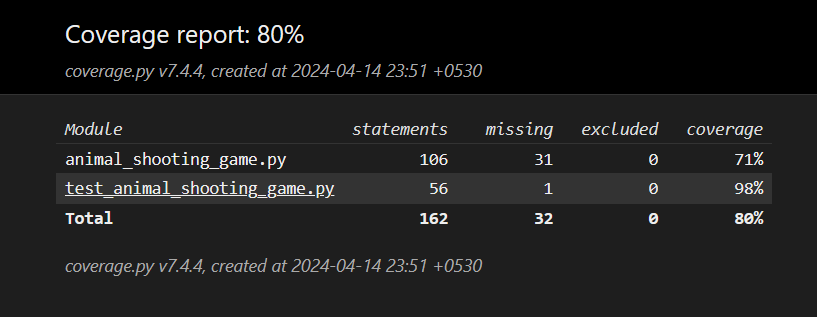 Coverage report: 80%
coverage.py v7.4.4, created at 2024-04-14 23:51 +0530
Module statements missing excluded coverage
animal_shooting_game.py 106 31 0 71%
test_animal_shooting_game.py 56 1 0 98%
Total 162 32 0 80%
coverage.py v7.4.4, created at 2024-04-14 23:51 +0530